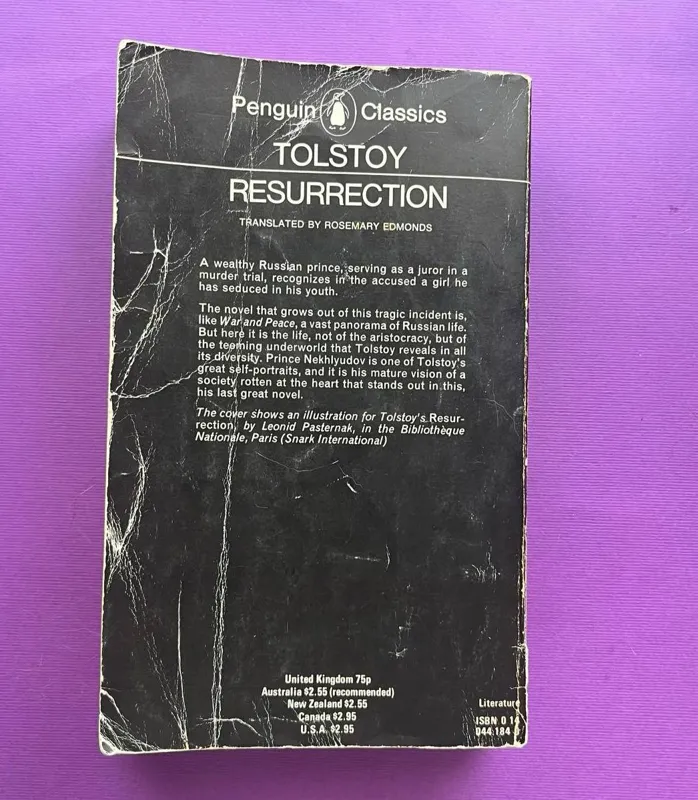 Penguin Classics
TOLSTOY
RESURRECTION
TRANSLATED BY ROSEMARY EDMONDS
A wealthy Russian prince, serving as a juror in a
murder trial, recognizes in the accused a girl he
has seduced in his youth.
The novel that grows out of this tragic incident is,
like War and Peace, a vast panorama of Russian life.
But here it is the life, not of the aristocracy, but of
the teeming underworld that Tolstoy reveals in all
its diversity. Prince Nekhlyudov is one of Tolstoy's
great self-portraits, and it is his mature vision of a
society rotten at the heart that stands out in this,
his last great novel.
The cover shows an illustration for Tolstoy's Resur-
rection, by Leonid Pasternak, in the Bibliothèque
Nationale, Paris (Snark International)
United Kingdom 75p
Australia $2.55 (recommended)
New Zealand $2.55
Canada $2.95
U.S.A. $2.95
Literature
ISBN 0 14
044 184